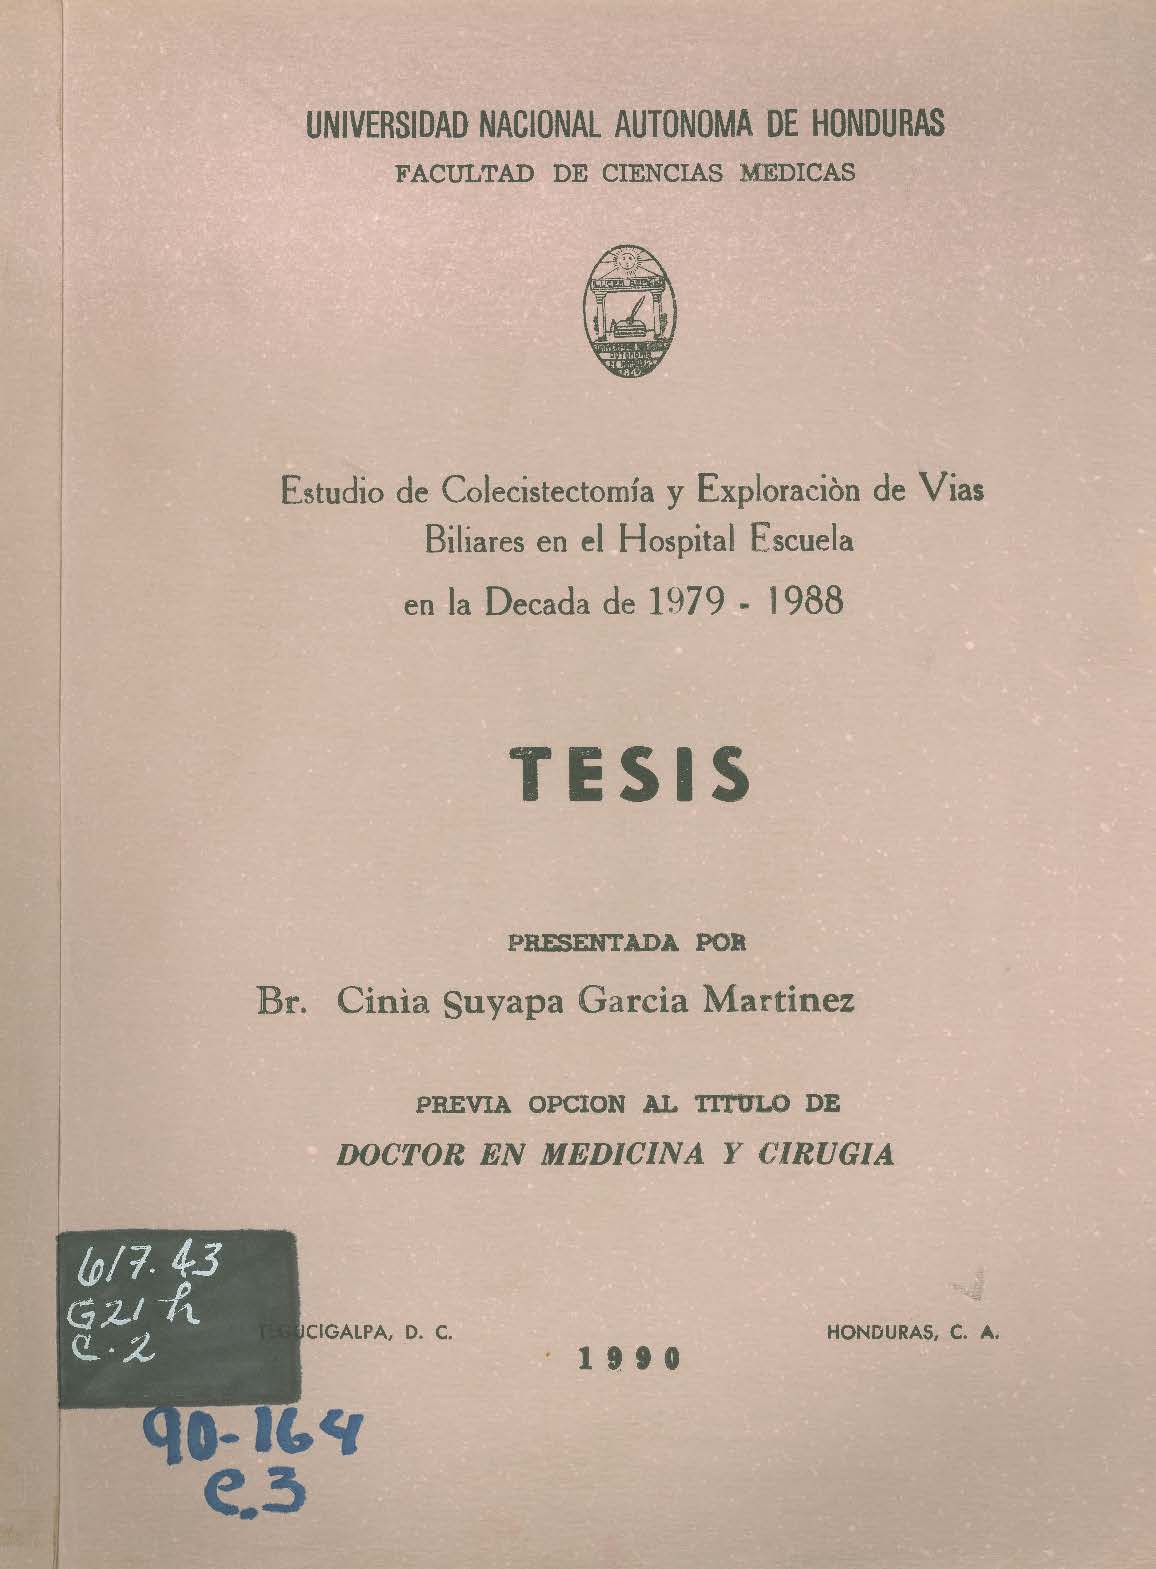 UNIVERSIDAD NACIONAL AUTONOMA DE HONDURAS
FACULTAD DE CIENCIAS MEDICAS
Estudio de Colecistectomía y Exploraciòn de Vias
Biliares en el Hospital Escuela
en la Decada de 1979 - 1988
TESIS
PRESENTADA POR
Br. Cinia Suyapa Garcia Martinez
PREVIA OPCION AL TITULO DE
DOCTOR EN MEDICINA Y CIRUGIA
617.43
G21h
C.2
TEGUCIGALPA, D. C.
HONDURAS, C. A.
1990
90-164
C.3